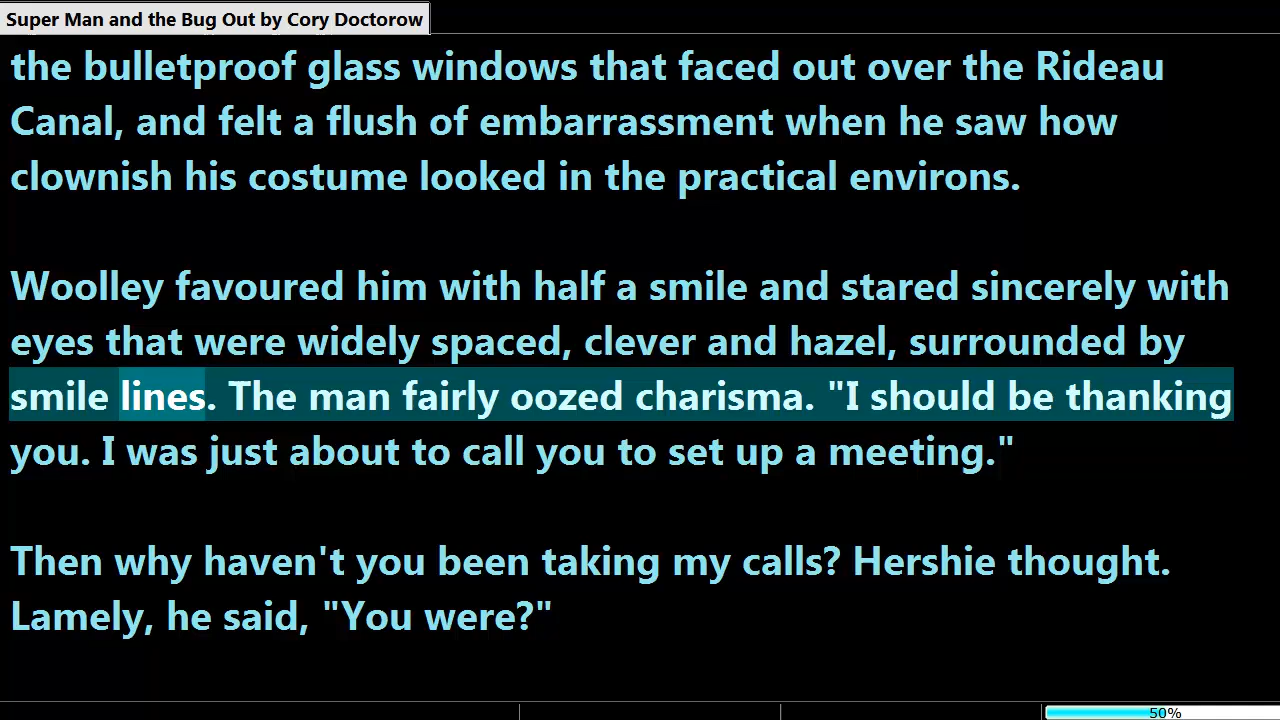 Super Man and the Bug Out by Cory Doctorow
the bulletproof glass windows that faced out over the Rideau
Canal, and felt a flush of embarrassment when he saw how
clownish his costume looked in the practical environs.
Woolley favoured him with half a smile and stared sincerely with
eyes that were widely spaced, clever and hazel, surrounded by
smile lines. The man fairly oozed charisma. "I should be thanking
you. I was just about to call you to set up a meeting."
Then why haven't you been taking my calls? Hershie thought.
Lamely, he said, "You were?"
50%